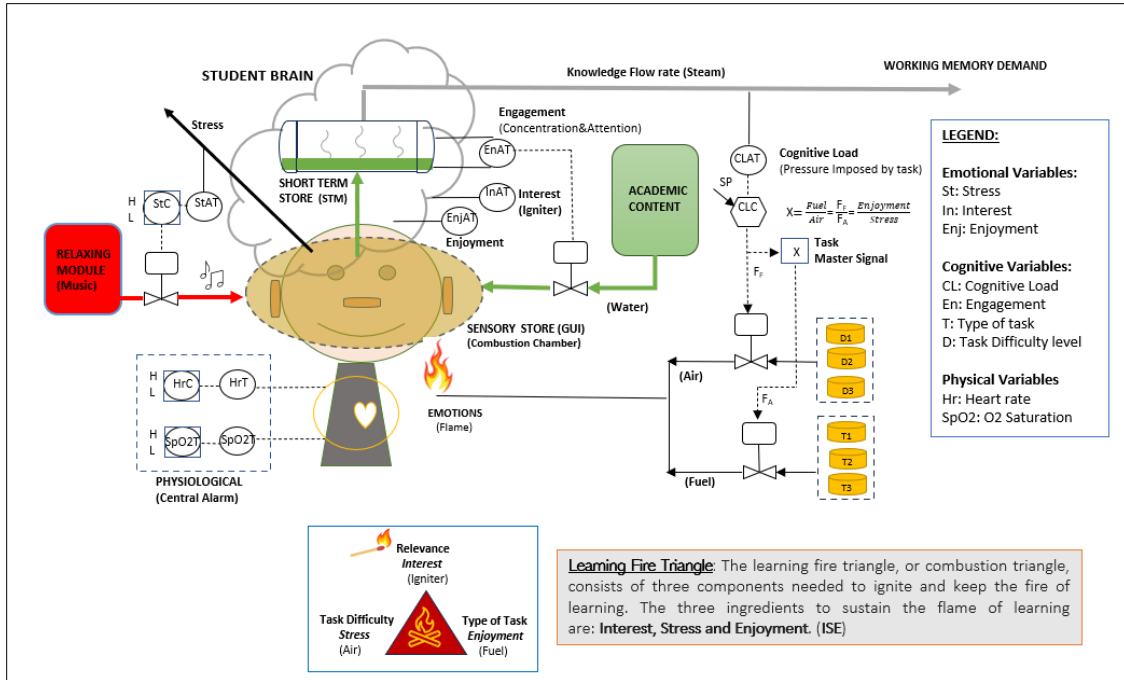 STUDENT BRAIN
Knowledge Flow rate (Steam)
WORKING MEMORY DEMAND
Stress
Engagement
(Concentration&Attention)
EnAT
SHORT TERM
STORE (STM)
InAT
Interest
(Igniter)
EnjAT
Enjoyment
H
L
StC
StAT
RELAXING
MODULE
(Music)
ACADEMIC
CONTENT
(Water)
SENSORY STORE (GUI)
(Combustion Chamber)
CLAT
Cognitive Load
(Pressure Imposed by task)
SP
CLC
X= Fuel/Air = F_F/F_A = Enjoyment/Stress
X
Task
Master Signal
F_F
D1
D2
D3
(Air)
F_A
T1
T2
T3
(Fuel)
EMOTIONS
(Flame)
H
L
HrC
HrT
H
L
SpO2T
SpO2T
PHYSIOLOGICAL
(Central Alarm)
LEGEND:
Emotional Variables:
St: Stress
In: Interest
Enj: Enjoyment
Cognitive Variables:
CL: Cognitive Load
En: Engagement
T: Type of task
D: Task Difficulty level
Physical Variables
Hr: Heart rate
SpO2: O2 Saturation
Relevance
Interest
(Igniter)
Task Difficulty
Stress
(Air)
Type of Task
Enjoyment
(Fuel)
Learning Fire Triangle: The learning fire triangle, or combustion triangle,
consists of three components needed to ignite and keep the fire of
learning. The three ingredients to sustain the flame of learning
are: Interest, Stress and Enjoyment. (ISE)